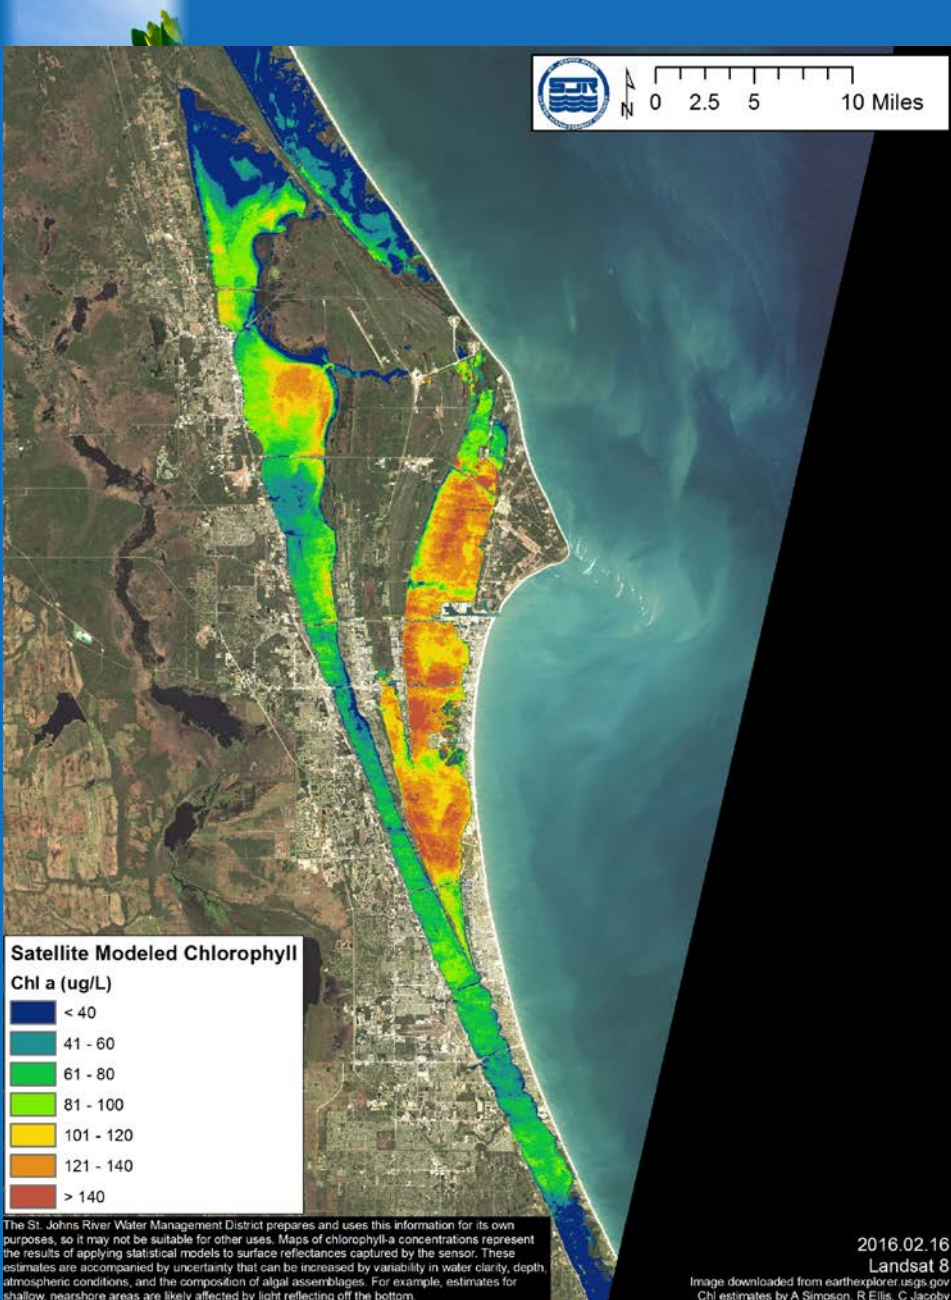 SJR
N
0 2.5 5 10 Miles
Satellite Modeled Chlorophyll
Chl a (ug/L)
< 40
41 - 60
61 - 80
81 - 100
101 - 120
121 - 140
> 140
The St. Johns River Water Management District prepares and uses this information for its own
purposes, so it may not be suitable for other uses. Maps of chlorophyll-a concentrations represent
the results of applying statistical models to surface reflectances captured by the sensor. These
estimates are accompanied by uncertainty that can be increased by variability in water clarity, depth,
atmospheric conditions, and the composition of algal assemblages. For example, estimates for
shallow, nearshore areas are likely affected by light reflecting off the bottom.
2016.02.16
Landsat 8
Image downloaded from earthexplorer.usgs.gov
Chl estimates by A Simpson, R Ellis, C Jacoby